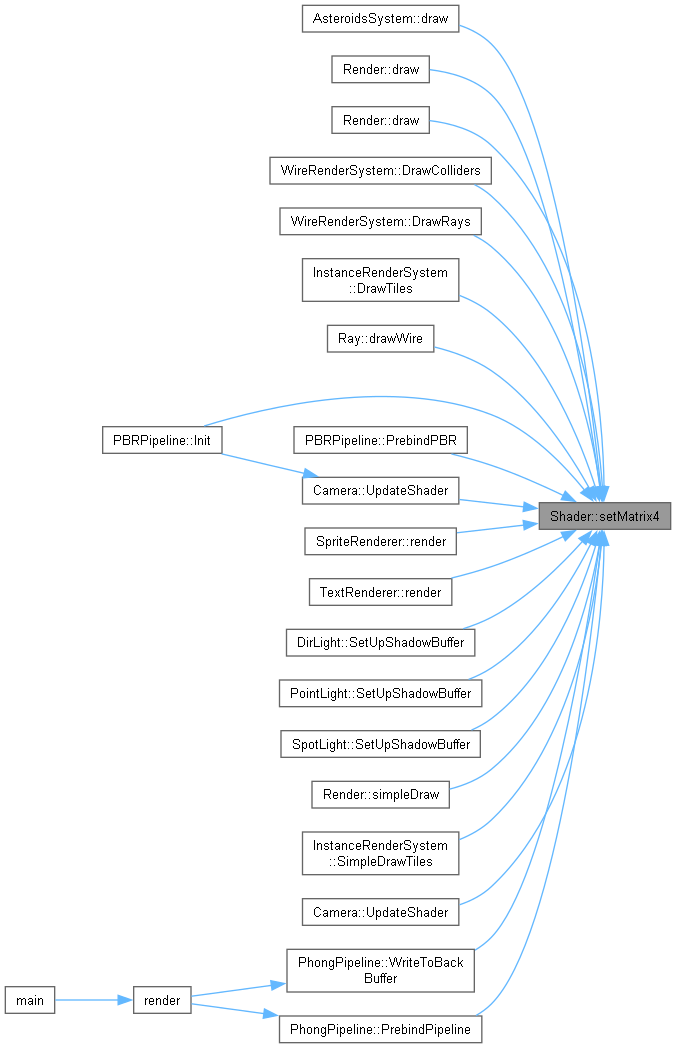 AsteroidsSystem::draw
Render::draw
Render::draw
WireRenderSystem::DrawColliders
WireRenderSystem::DrawRays
InstanceRenderSystem
::DrawTiles
Ray::drawWire
PBRPipeline::Init
PBRPipeline::PrebindPBR
Camera::UpdateShader
Shader::setMatrix4
SpriteRenderer::render
TextRenderer::render
DirLight::SetUpShadowBuffer
PointLight::SetUpShadowBuffer
SpotLight::SetUpShadowBuffer
Render::simpleDraw
InstanceRenderSystem
::SimpleDrawTiles
Camera::UpdateShader
PhongPipeline::WriteToBack
Buffer
main
render
PhongPipeline::PrebindPipeline